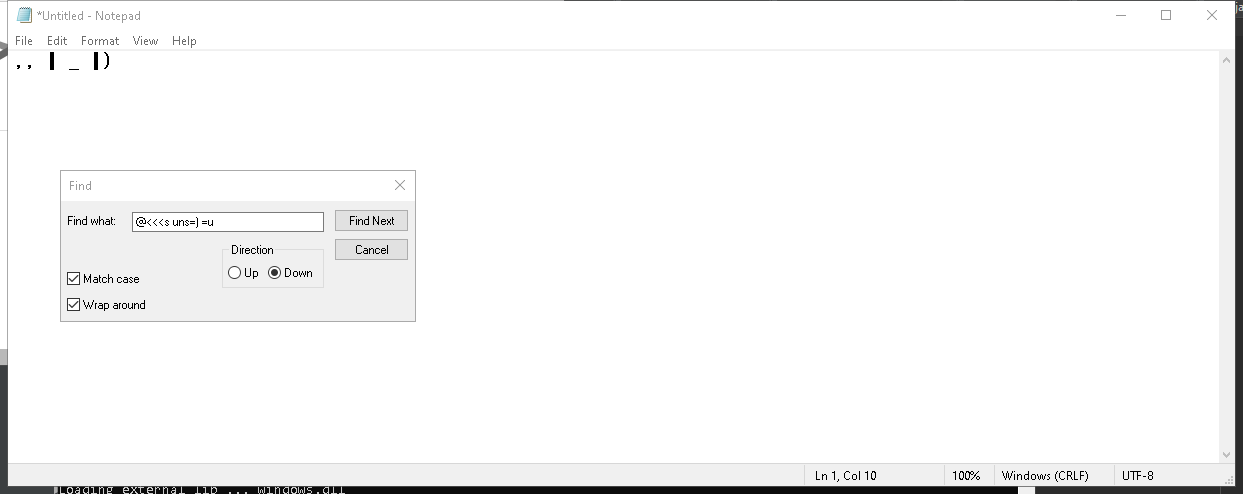 *Untitled - Notepad
File Edit Format View Help
,, ▌ _ ▐)
Find
Find what: @<<<s uns=) =u Find Next
Direction Cancel
Up Down
Match case
Wrap around
Ln 1, Col 10 100% Windows (CRLF) UTF-8
Loading external lib ... windows.dll